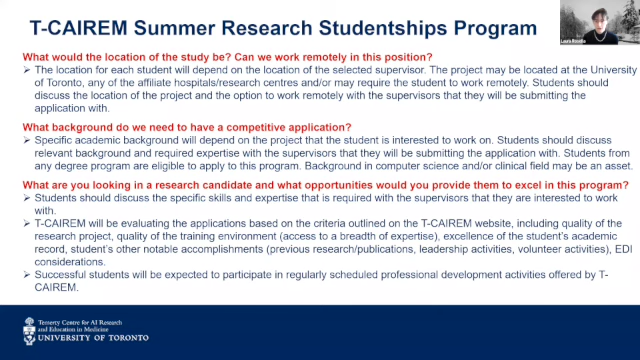 T-CAIREM Summer Research Studentships Program
What would the location of the study be? Can we work remotely in this position?
➢ The location for each student will depend on the location of the selected supervisor. The project may be located at the University
of Toronto, any of the affiliate hospitals/research centres and/or may require the student to work remotely. Students should
discuss the location of the project and the option to work remotely with the supervisors that they will be submitting the
application with.
What background do we need to have a competitive application?
➢ Specific academic background will depend on the project that the student is interested to work on. Students should discuss
relevant background and required expertise with the supervisors that they will be submitting the application with. Students from
any degree program are eligible to apply to this program. Background in computer science and/or clinical field may be an asset.
What are you looking in a research candidate and what opportunities would you provide them to excel in this program?
➢ Students should discuss the specific skills and expertise that is required with the supervisors that they are interested to work
with.
➢ T-CAIREM will be evaluating the applications based on the criteria outlined on the T-CAIREM website, including quality of the
research project, quality of the training environment (access to a breadth of expertise), excellence of the student's academic
record, student's other notable accomplishments (previous research/publications, leadership activities, volunteer activities), EDI
considerations.
➢ Successful students will be expected to participate in regularly scheduled professional development activities offered by T-
CAIREM.
Temerty Centre for AI Research
and Education in Medicine
UNIVERSITY OF TORONTO